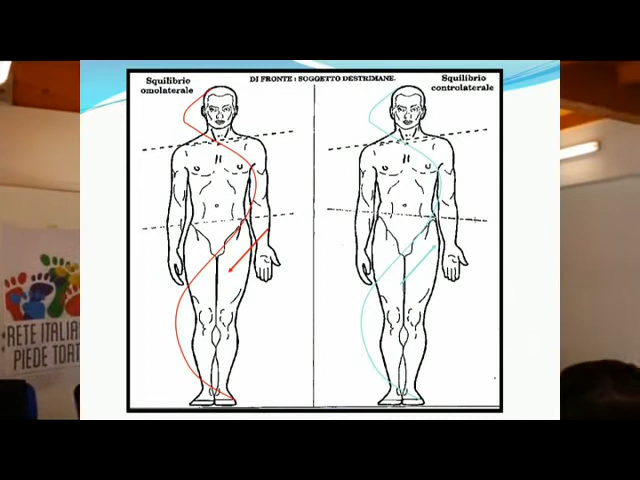 DI FRONTE : SOGGETTO DESTRIMANE.
Squilibrio
omolaterale
Squilibrio
controlaterale
RETE ITALIA
PIEDE TORT